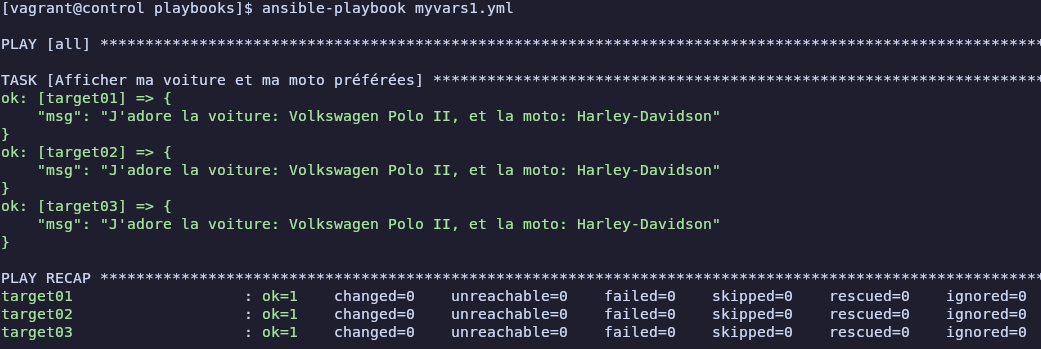 [vagrant@control playbooks]$ ansible-playbook myvars1.yml
PLAY [all] *********************************************************************************************************
TASK [Afficher ma voiture et ma moto préférées] ********************************************************************
ok: [target01] => {
    "msg": "J'adore la voiture: Volkswagen Polo II, et la moto: Harley-Davidson"
}
ok: [target02] => {
    "msg": "J'adore la voiture: Volkswagen Polo II, et la moto: Harley-Davidson"
}
ok: [target03] => {
    "msg": "J'adore la voiture: Volkswagen Polo II, et la moto: Harley-Davidson"
}
PLAY RECAP *********************************************************************************************************
target01                   : ok=1    changed=0    unreachable=0    failed=0    skipped=0    rescued=0    ignored=0
target02                   : ok=1    changed=0    unreachable=0    failed=0    skipped=0    rescued=0    ignored=0
target03                   : ok=1    changed=0    unreachable=0    failed=0    skipped=0    rescued=0    ignored=0